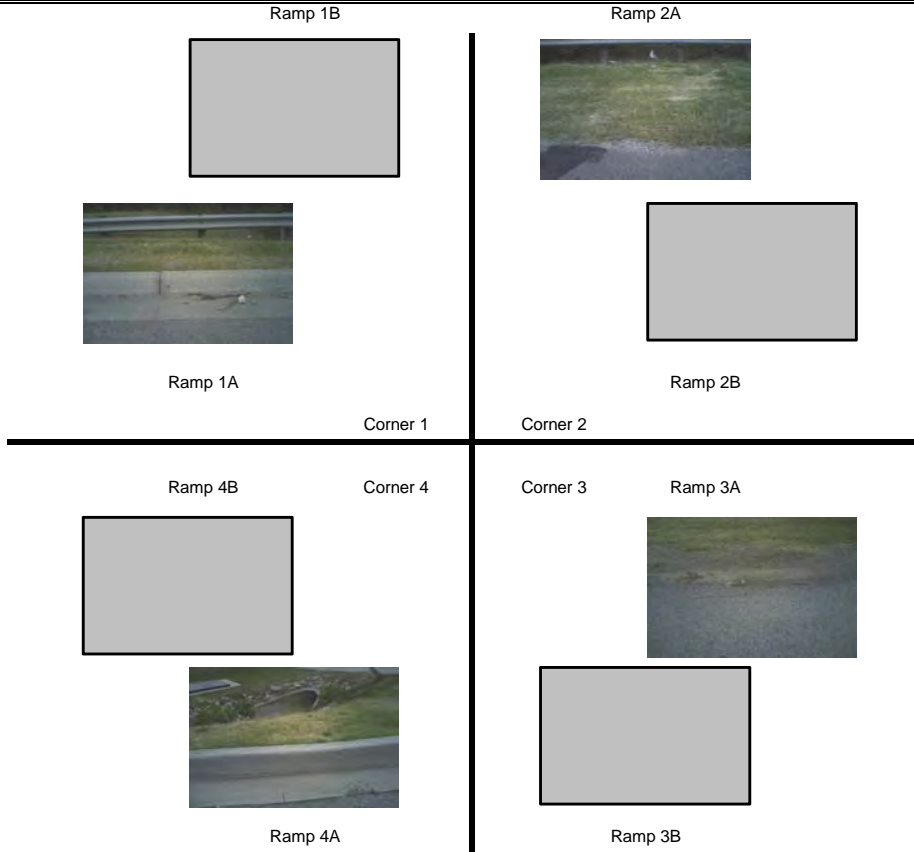 Ramp 1B
Ramp 2A
Ramp 1A
Ramp 2B
Corner 1
Corner 2
Ramp 4B
Corner 4
Corner 3
Ramp 3A
Ramp 4A
Ramp 3B